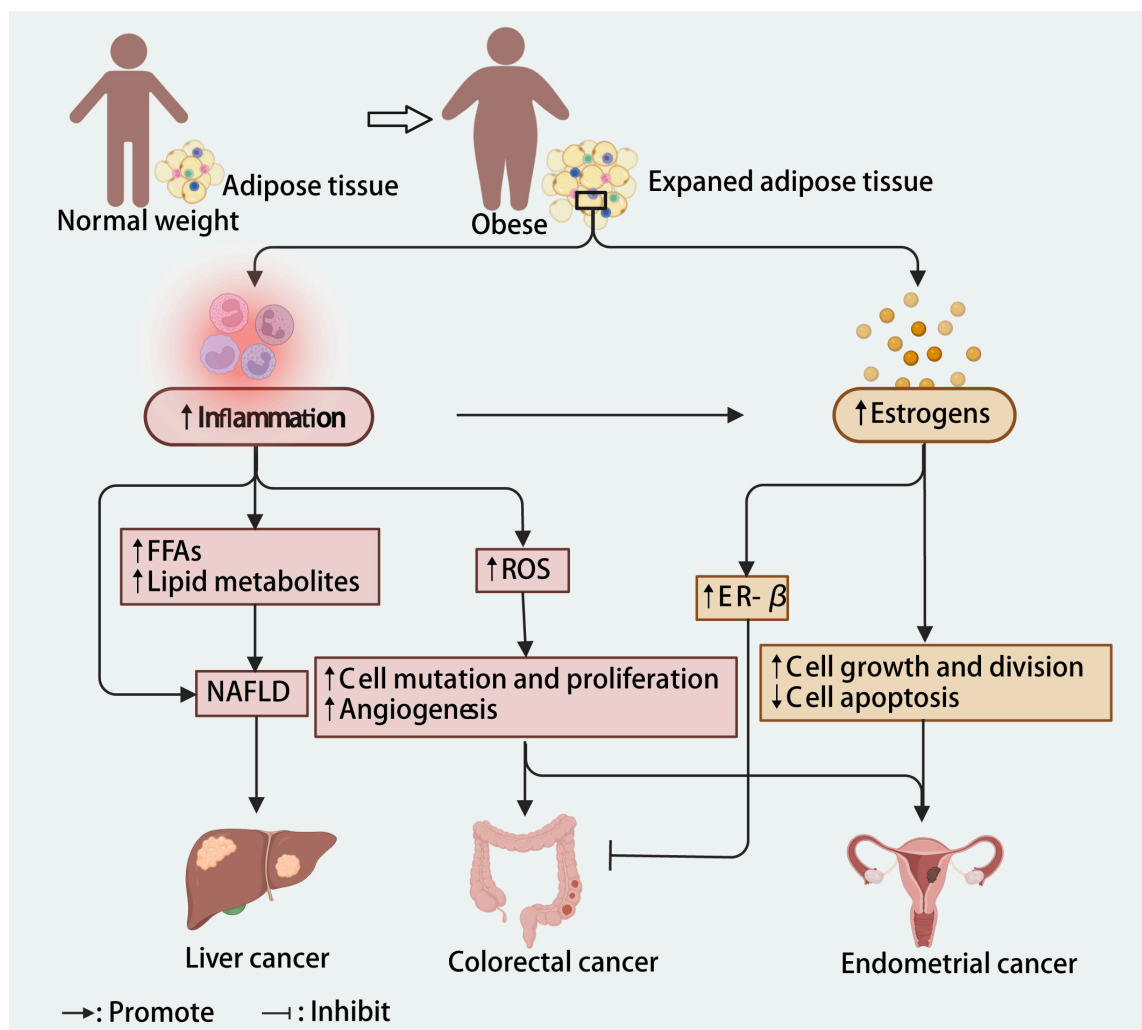 Adipose tissue
Normal weight
Expaned adipose tissue
Obese
↑Inflammation
↑Estrogens
↑FFAs
↑Lipid metabolites
↑ROS
↑ER- β
NAFLD
↑Cell mutation and proliferation
↑Angiogenesis
↑Cell growth and division
↓Cell apoptosis
Liver cancer
Colorectal cancer
Endometrial cancer
→: Promote ⊣: Inhibit